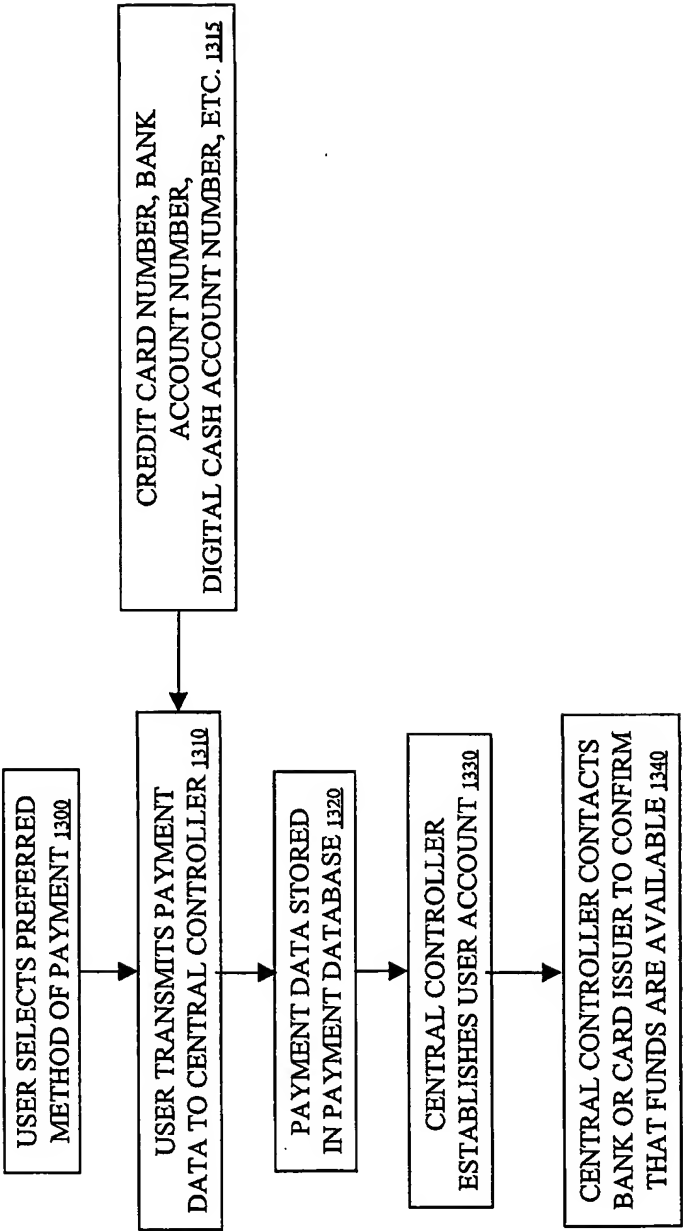 USER SELECTS PREFERRED
METHOD OF PAYMENT 1300
USER TRANSMITS PAYMENT
DATA TO CENTRAL CONTROLLER 1310
CREDIT CARD NUMBER, BANK
ACCOUNT NUMBER,
DIGITAL CASH ACCOUNT NUMBER, ETC. 1315
PAYMENT DATA STORED
IN PAYMENT DATABASE 1320
CENTRAL CONTROLLER
ESTABLISHES USER ACCOUNT 1330
CENTRAL CONTROLLER CONTACTS
BANK OR CARD ISSUER TO CONFIRM
THAT FUNDS ARE AVAILABLE 1340